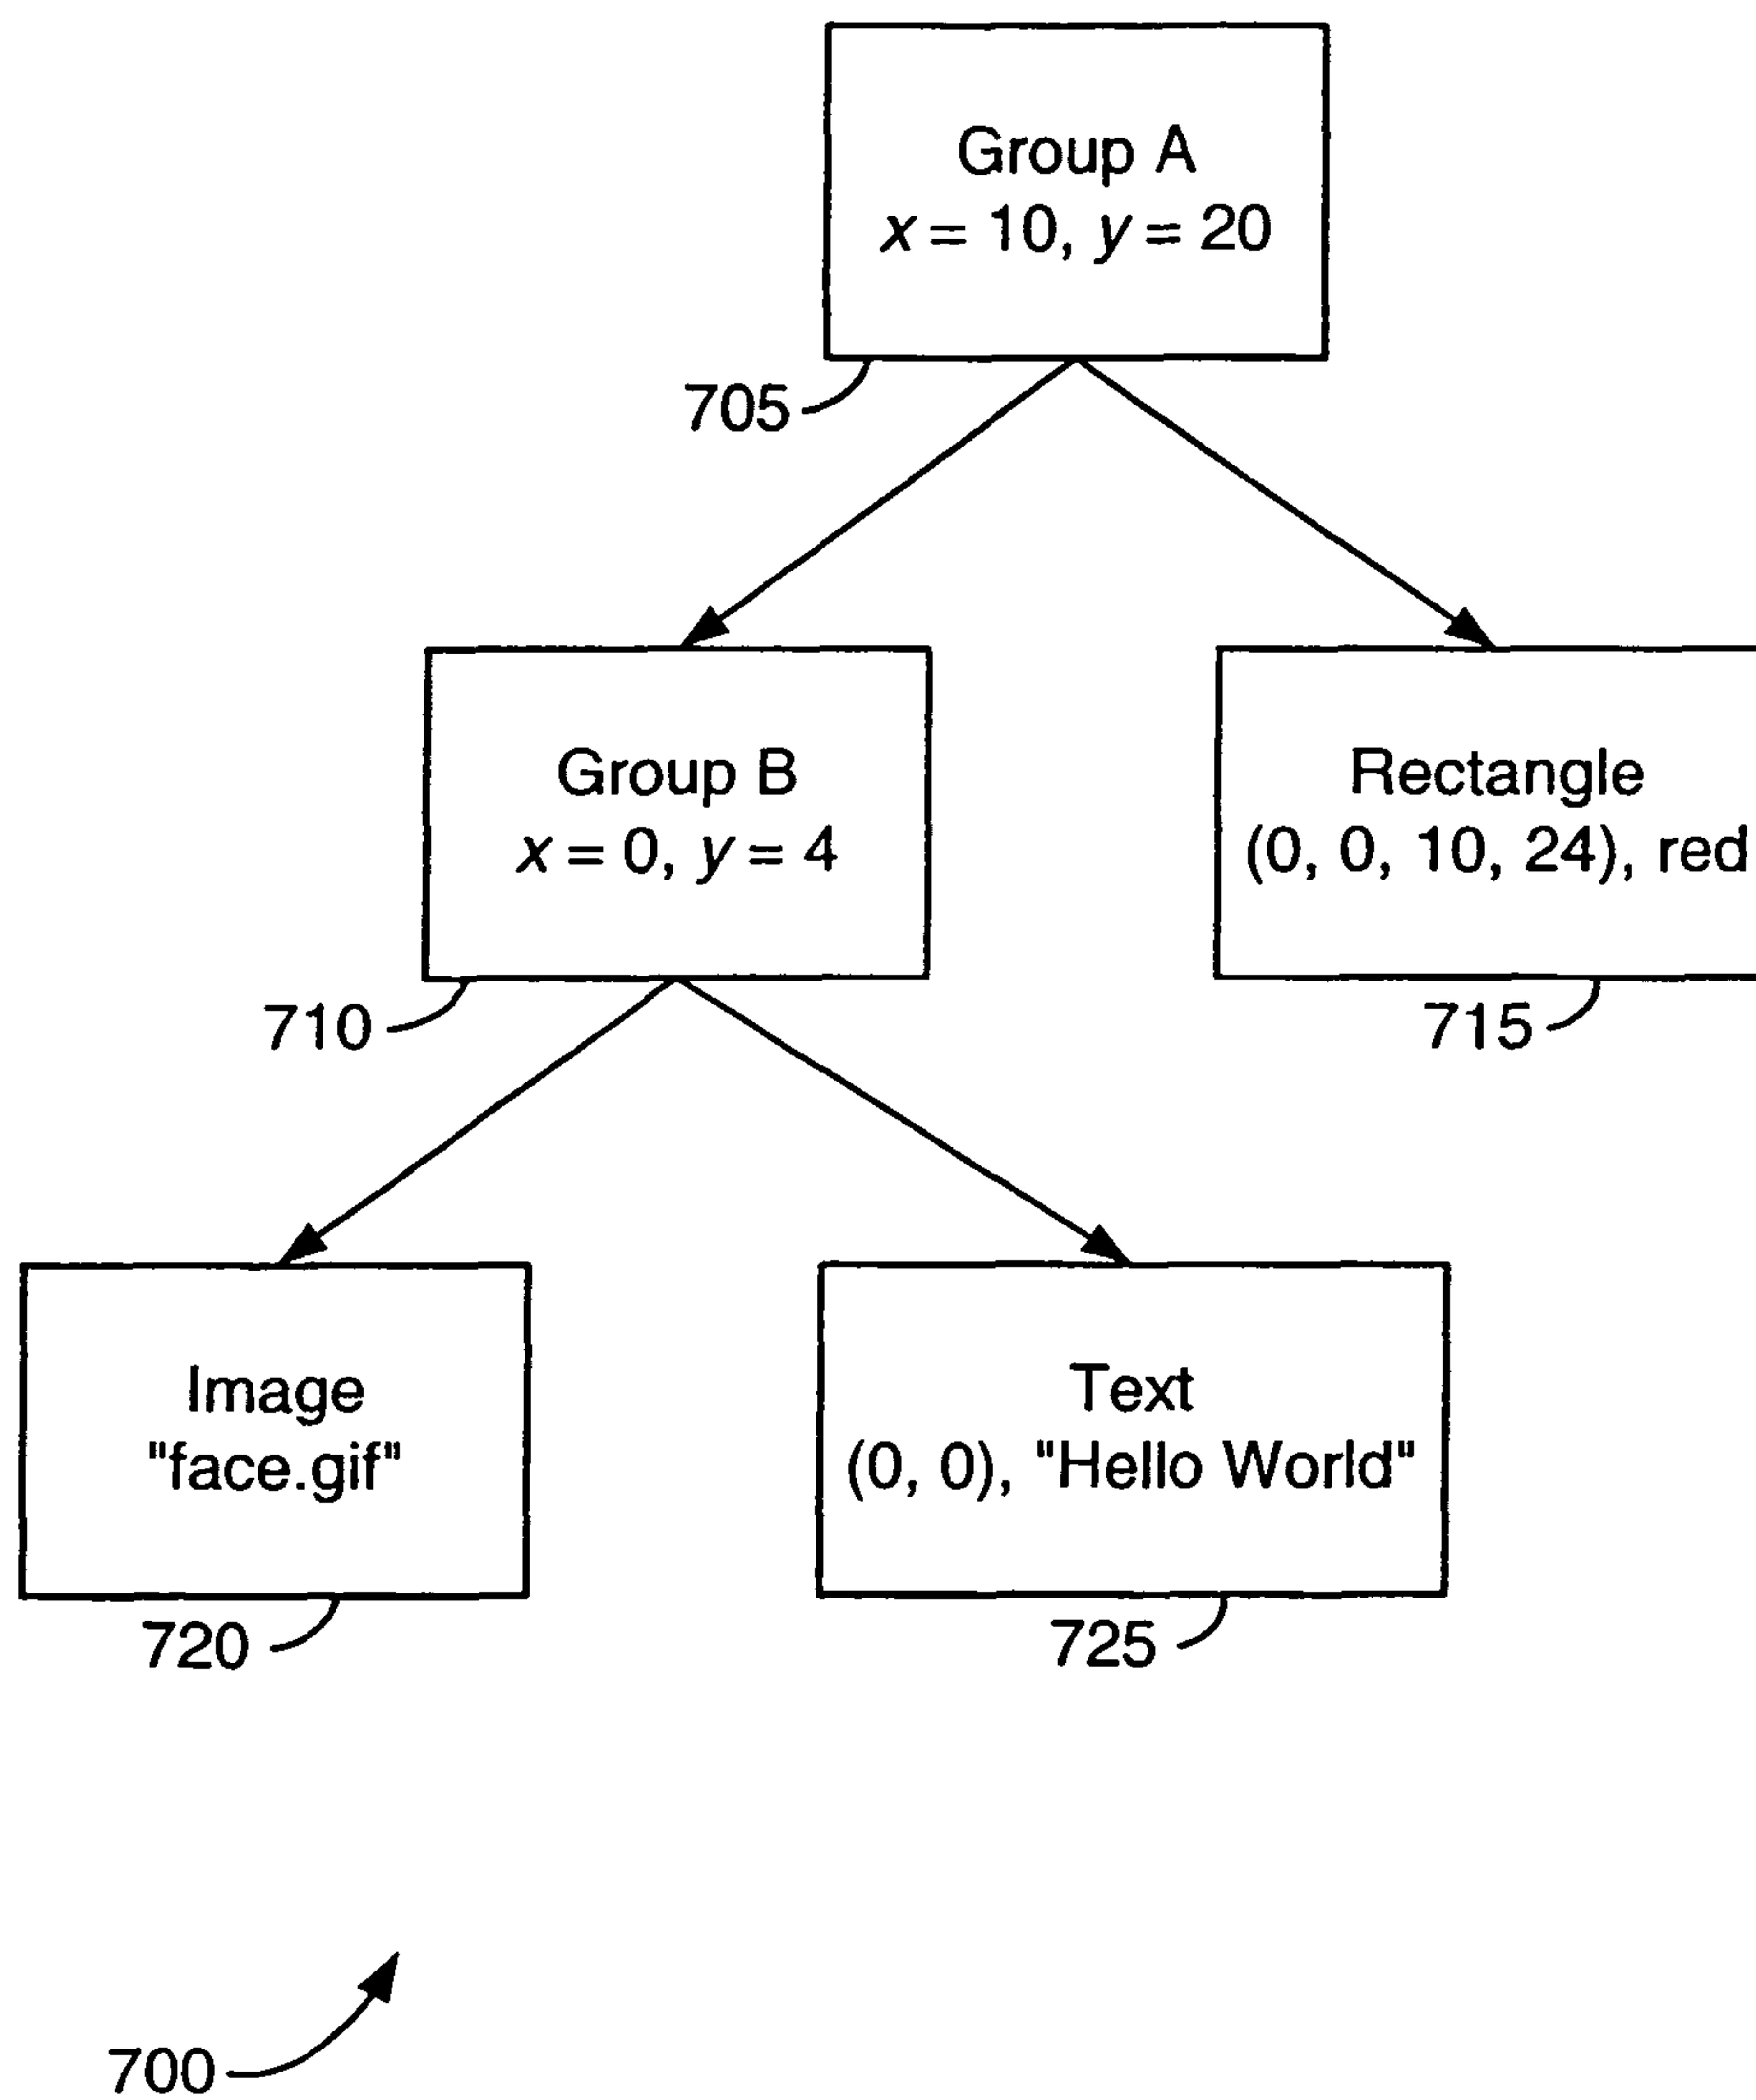 Group A
x = 10, y = 20
705
Group B
x = 0, y = 4
Rectangle
(0, 0, 10, 24), red
710
715
Image
"face.gif"
Text
(0, 0), "Hello World"
720
725
700